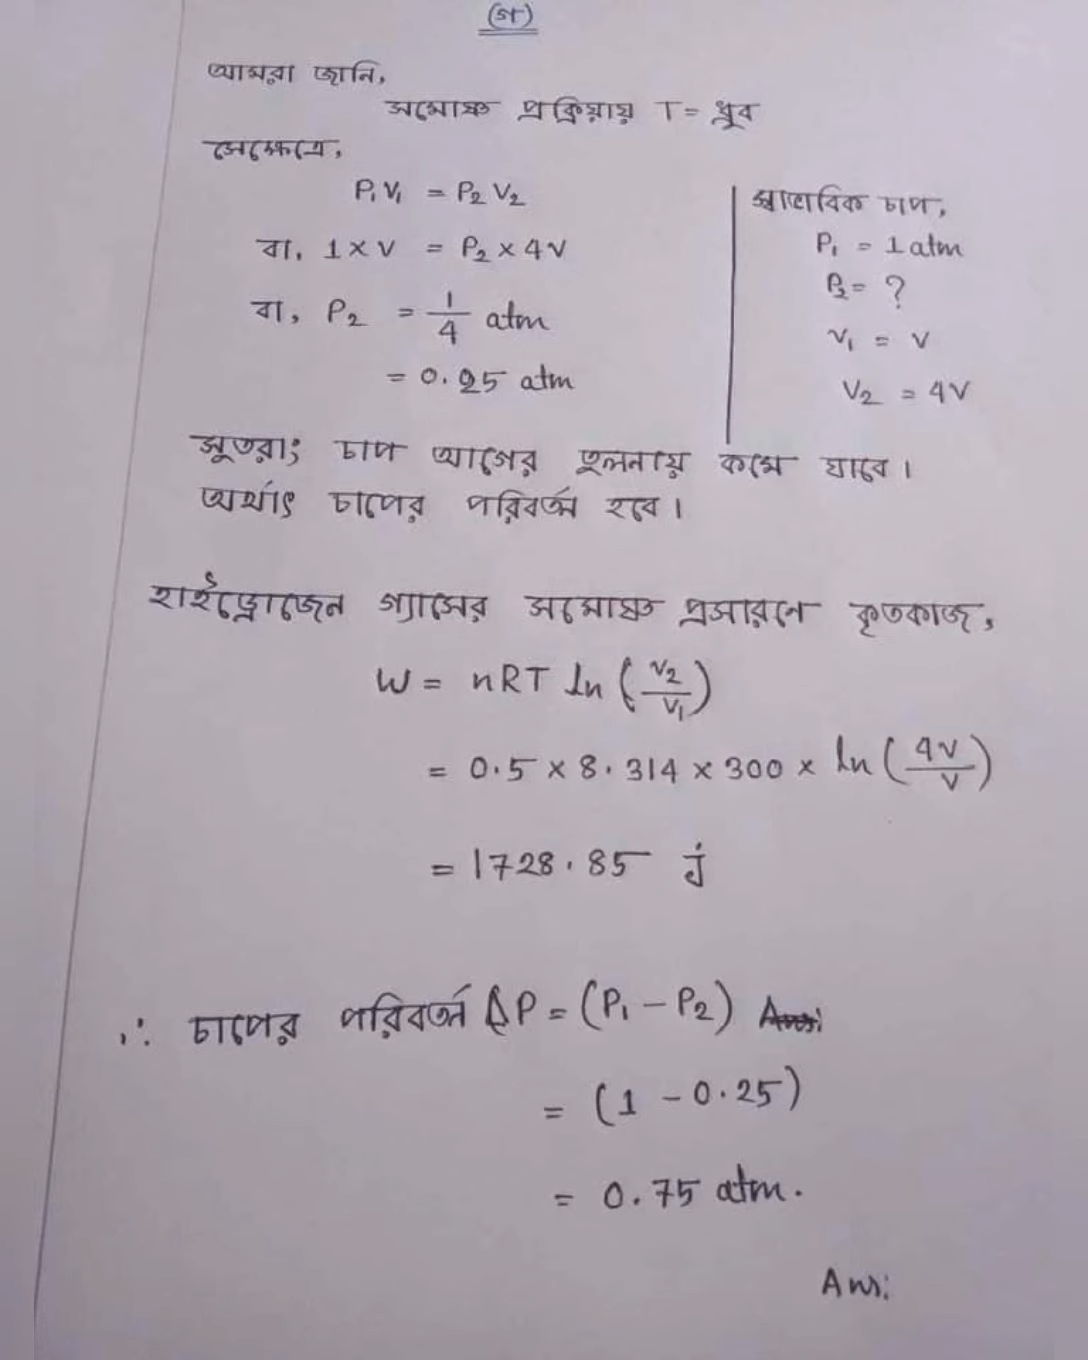 (গ)
আমরা জানি,
সমোষ্ণ প্রক্রিয়ায় T = ধ্রুব
সেক্ষেত্রে,
P₁V₁ = P₂V₂
বা, 1 × V = P₂ × 4V
বা, P₂ = 1/4 atm
= 0.25 atm
স্বাভাবিক চাপ,
P₁ = 1 atm
P₂ = ?
V₁ = V
V₂ = 4V
সুতরাং চাপ আগের তুলনায় কমে যাবে।
অর্থাৎ চাপের পরিবর্তন হবে।
হাইড্রোজেন গ্যাসের সমোষ্ণ প্রসারণে কৃতকাজ,
W = nRT ln (V₂/V₁)
= 0.5 × 8.314 × 300 × ln (4V/V)
= 1728.85 j
∴ চাপের পরিবর্তন ΔP = (P₁ - P₂)
= (1 - 0.25)
= 0.75 atm.
Ans: